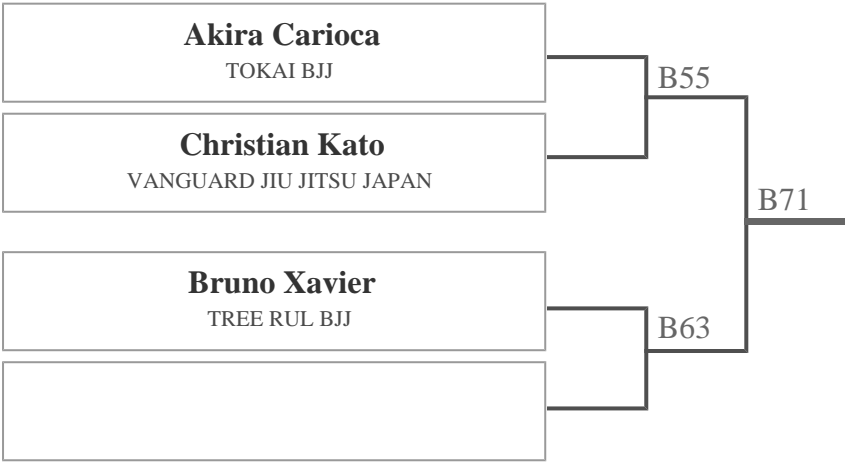 Akira Carioca
TOKAI BJJ
B55
Christian Kato
VANGUARD JIU JITSU JAPAN
B71
Bruno Xavier
TREE RUL BJJ
B63